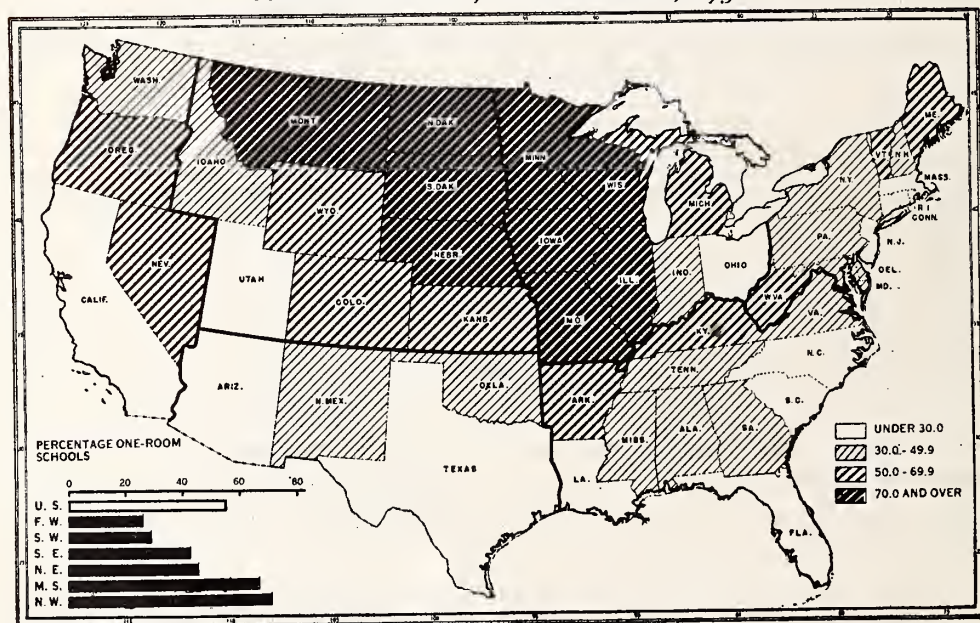 WASH.
MONT.
N.DAK.
MINN.
ME.
OREG.
IDAHO
VT.
N.H.
WIS.
N.Y.
MASS.
S.DAK.
WYO.
MICH.
R.I.
CONN.
IOWA
PA.
N.J.
NEBR.
NEV.
UTAH
IND.
OHIO
DEL.
ILL.
MD.
CALIF.
COLO.
W.VA.
KANS.
MO.
VA.
KY.
N.C.
TENN.
ARIZ.
OKLA.
N.MEX.
ARK.
S.C.
MISS.
ALA.
GA.
TEXAS
LA.
FLA.
UNDER 30.0
30.0 - 49.9
50.0 - 69.9
70.0 AND OVER
PERCENTAGE ONE-ROOM
SCHOOLS
0 20 40 60 80
U. S.
F. W.
S. W.
S. E.
N. E.
M. S.
N. W.